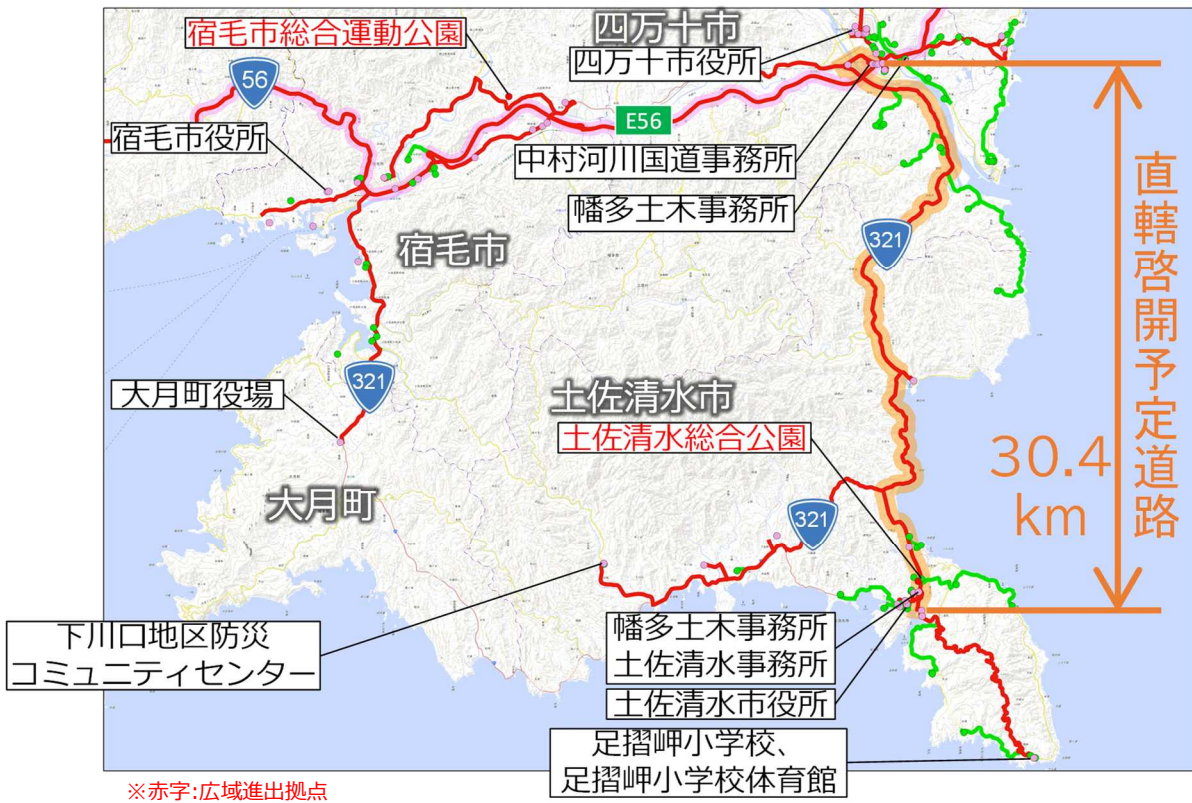 宿毛市総合運動公園
四万十市
四万十市役所
56
E56
宿毛市役所
中村河川国道事務所
幡多土木事務所
宿毛市
321
直轄啓開予定道路
321
大月町役場
土佐清水市
土佐清水総合公園
30.4
km
大月町
321
下川口地区防災
コミュニティセンター
幡多土木事務所
土佐清水事務所
土佐清水市役所
足摺岬小学校、
足摺岬小学校体育館
※赤字:広域進出拠点